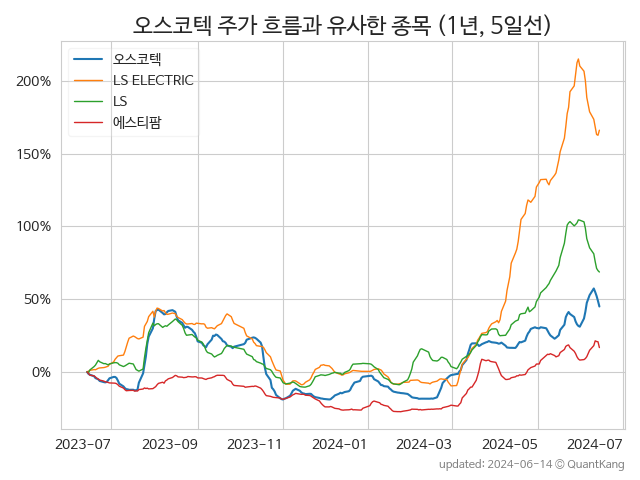 오스코텍 주가 흐름과 유사한 종목 (1년, 5일선)
오스코텍
LS ELECTRIC
LS
에스티팜
200%
150%
100%
50%
0%
2023-07 2023-09 2023-11 2024-01 2024-03 2024-05 2024-07
updated: 2024-06-14 © QuantKang